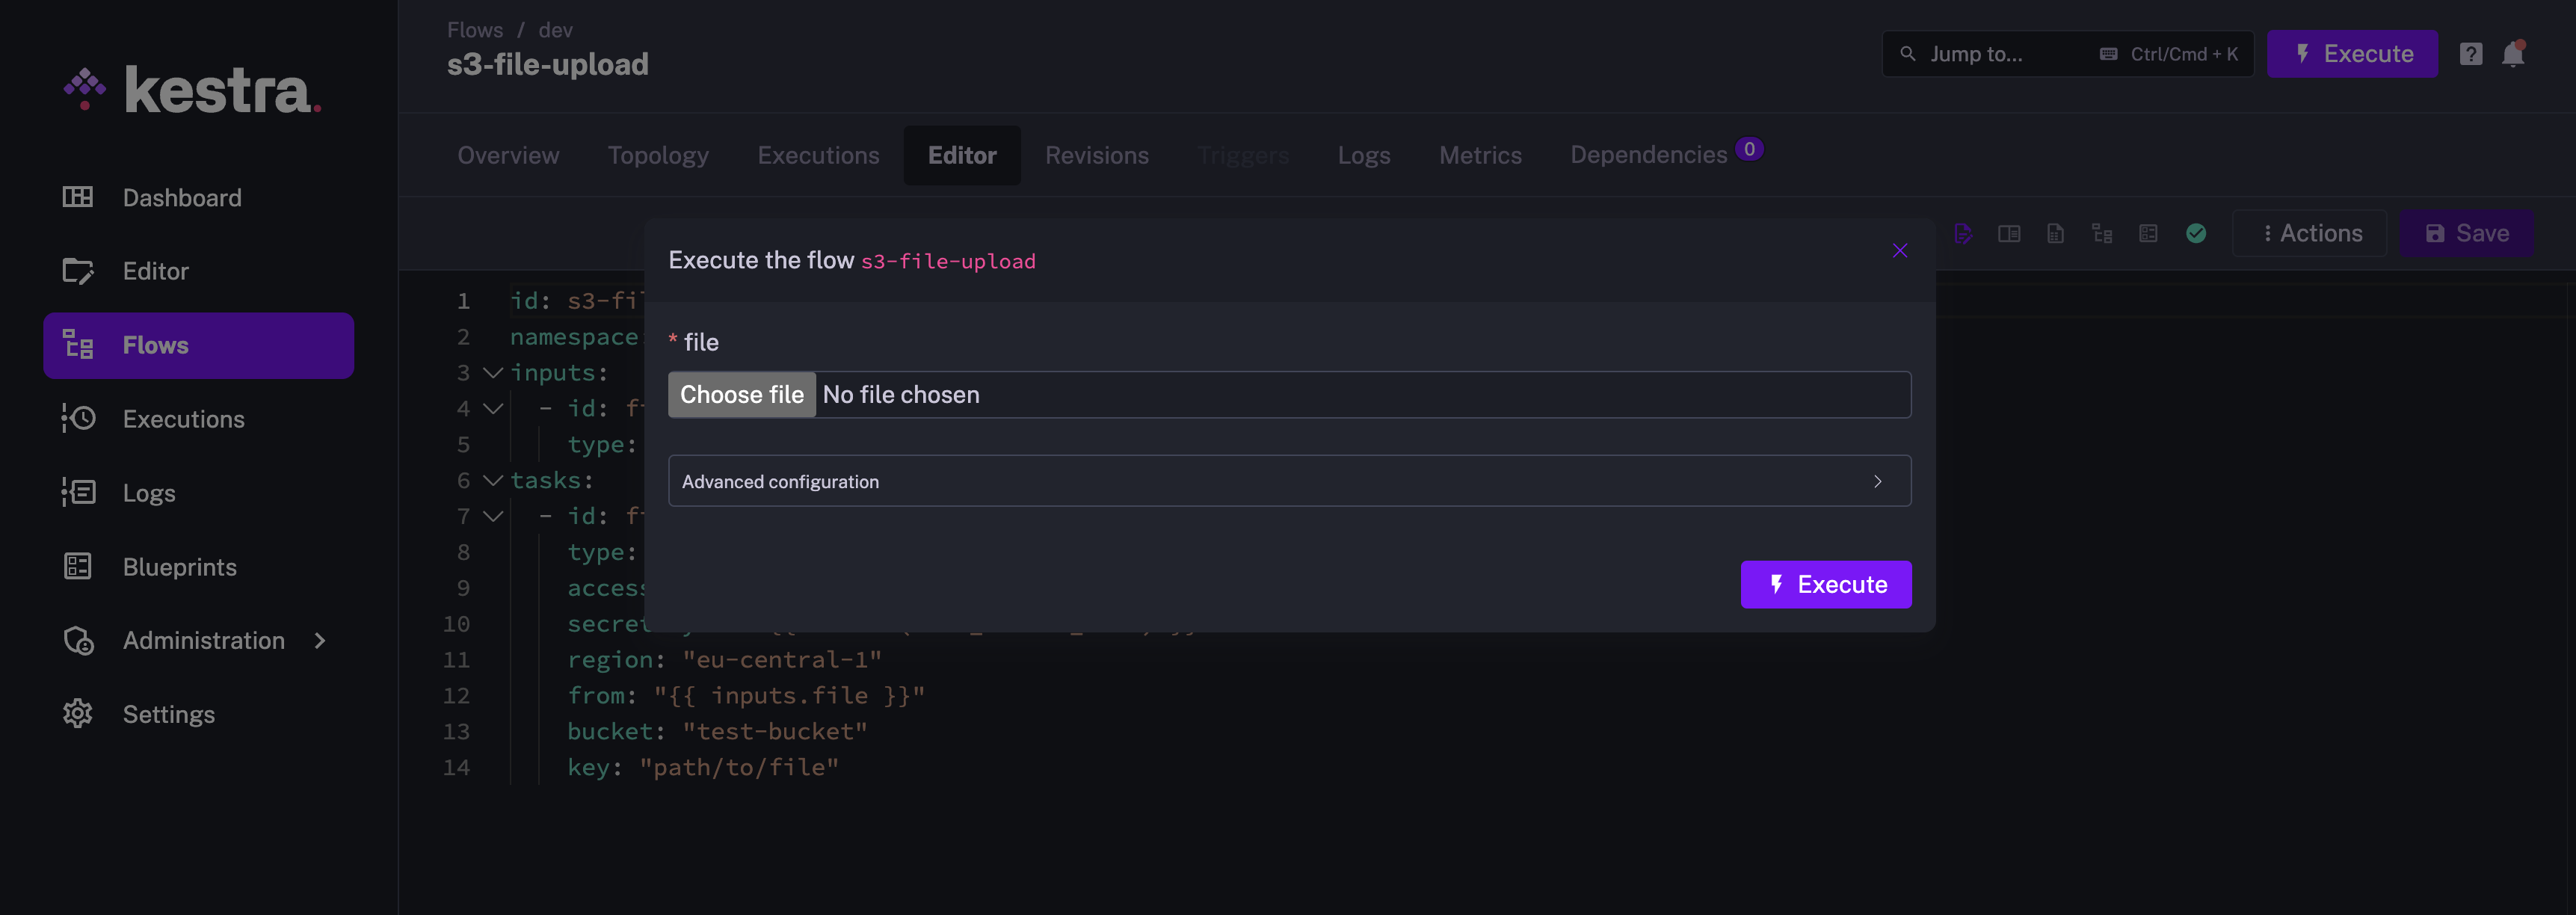 kestra.
Dashboard
Editor
Flows
Executions
Logs
Blueprints
Administration
Settings
Flows / dev
s3-file-upload
Jump to...
Ctrl/Cmd + K
Execute
?
Overview
Topology
Executions
Editor
Revisions
Triggers
Logs
Metrics
Dependencies 0
Actions
Save
Execute the flow s3-file-upload
* file
Choose file No file chosen
Advanced configuration
Execute
1 id:
2 namespace
3 inputs:
4 - id:
5 type:
6 tasks:
7 - id:
8 type:
9
10
11 region: "eu-central-1"
12 from: "{{ inputs.file }}"
13 bucket: "test-bucket"
14 key: "path/to/file"